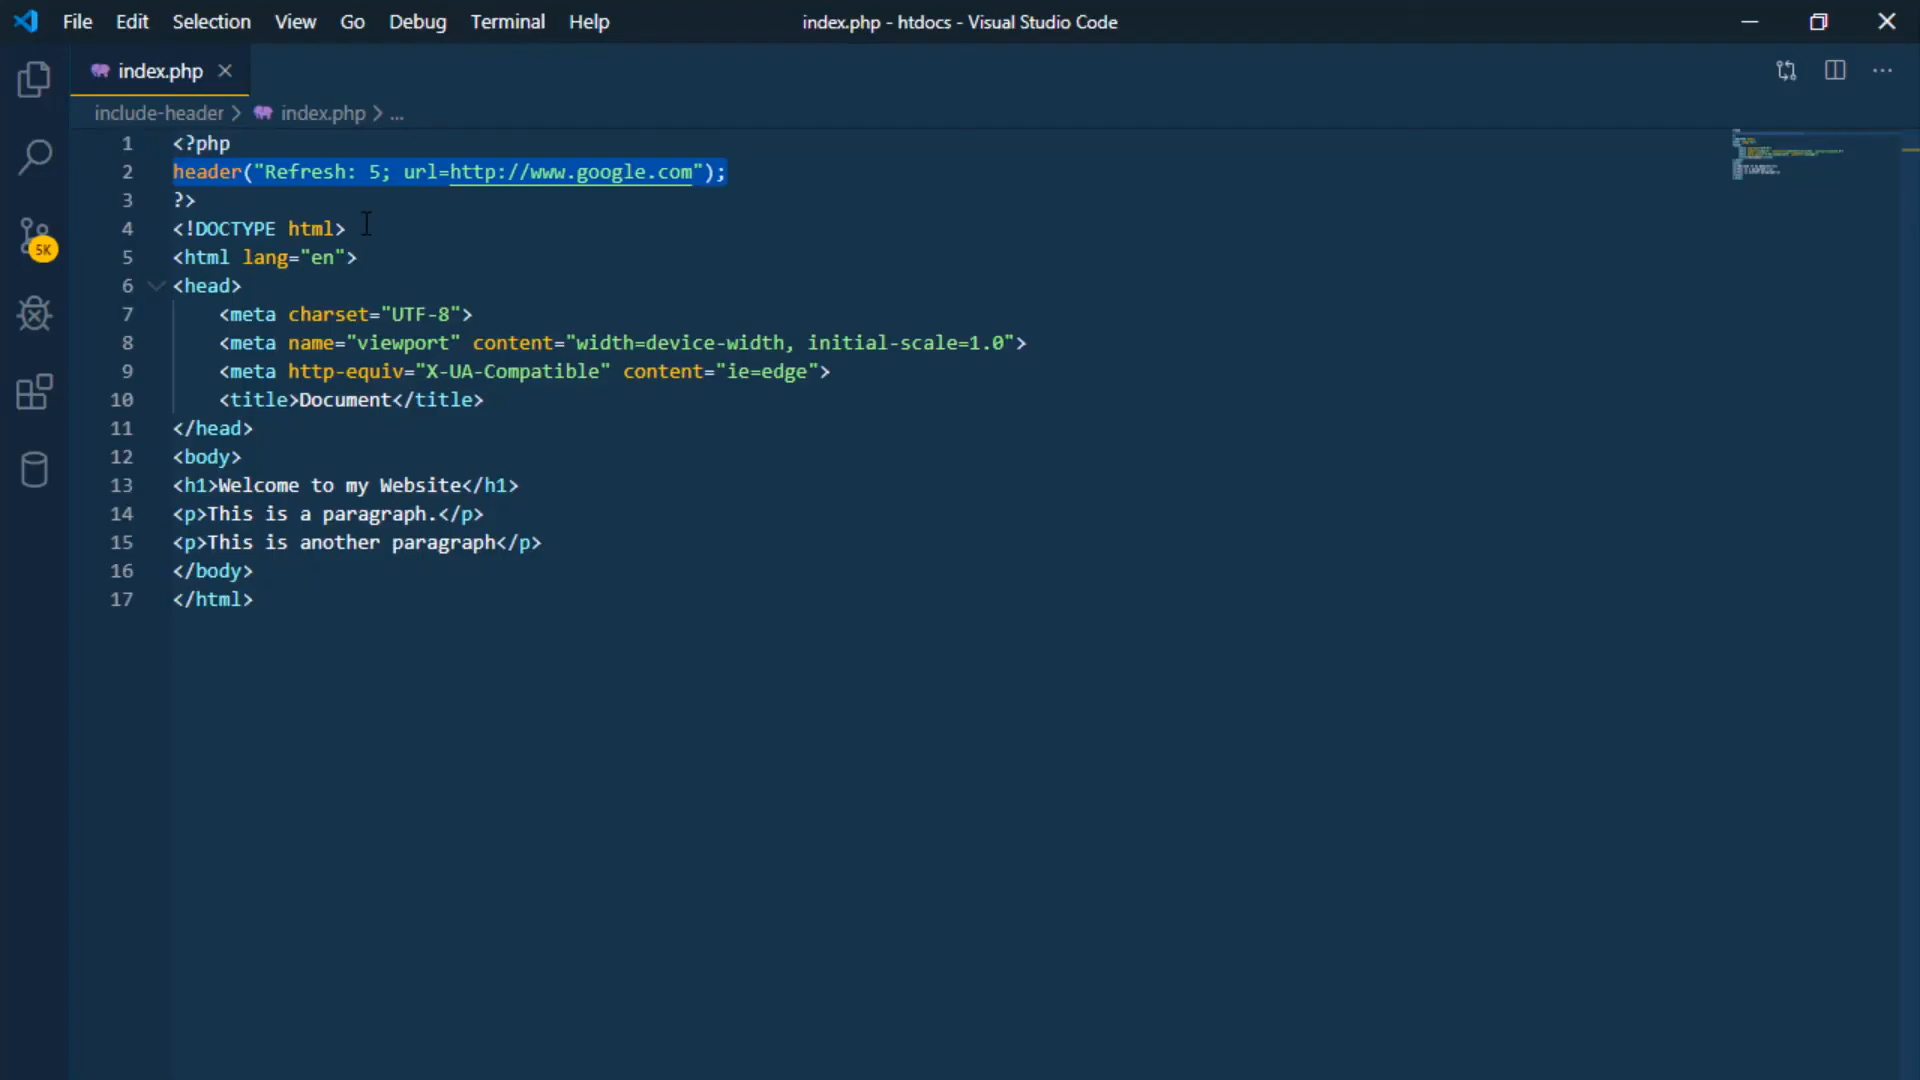 File Edit Selection View Go Debug Terminal Help index.php - htdocs - Visual Studio Code
index.php
include-header > index.php > ...
1 <?php
2 header("Refresh: 5; url=http://www.google.com");
3 ?>
4 <!DOCTYPE html>
5 <html lang="en">
6 <head>
7 <meta charset="UTF-8">
8 <meta name="viewport" content="width=device-width, initial-scale=1.0">
9 <meta http-equiv="X-UA-Compatible" content="ie=edge">
10 <title>Document</title>
11 </head>
12 <body>
13 <h1>Welcome to my Website</h1>
14 <p>This is a paragraph.</p>
15 <p>This is another paragraph</p>
16 </body>
17 </html>
5K